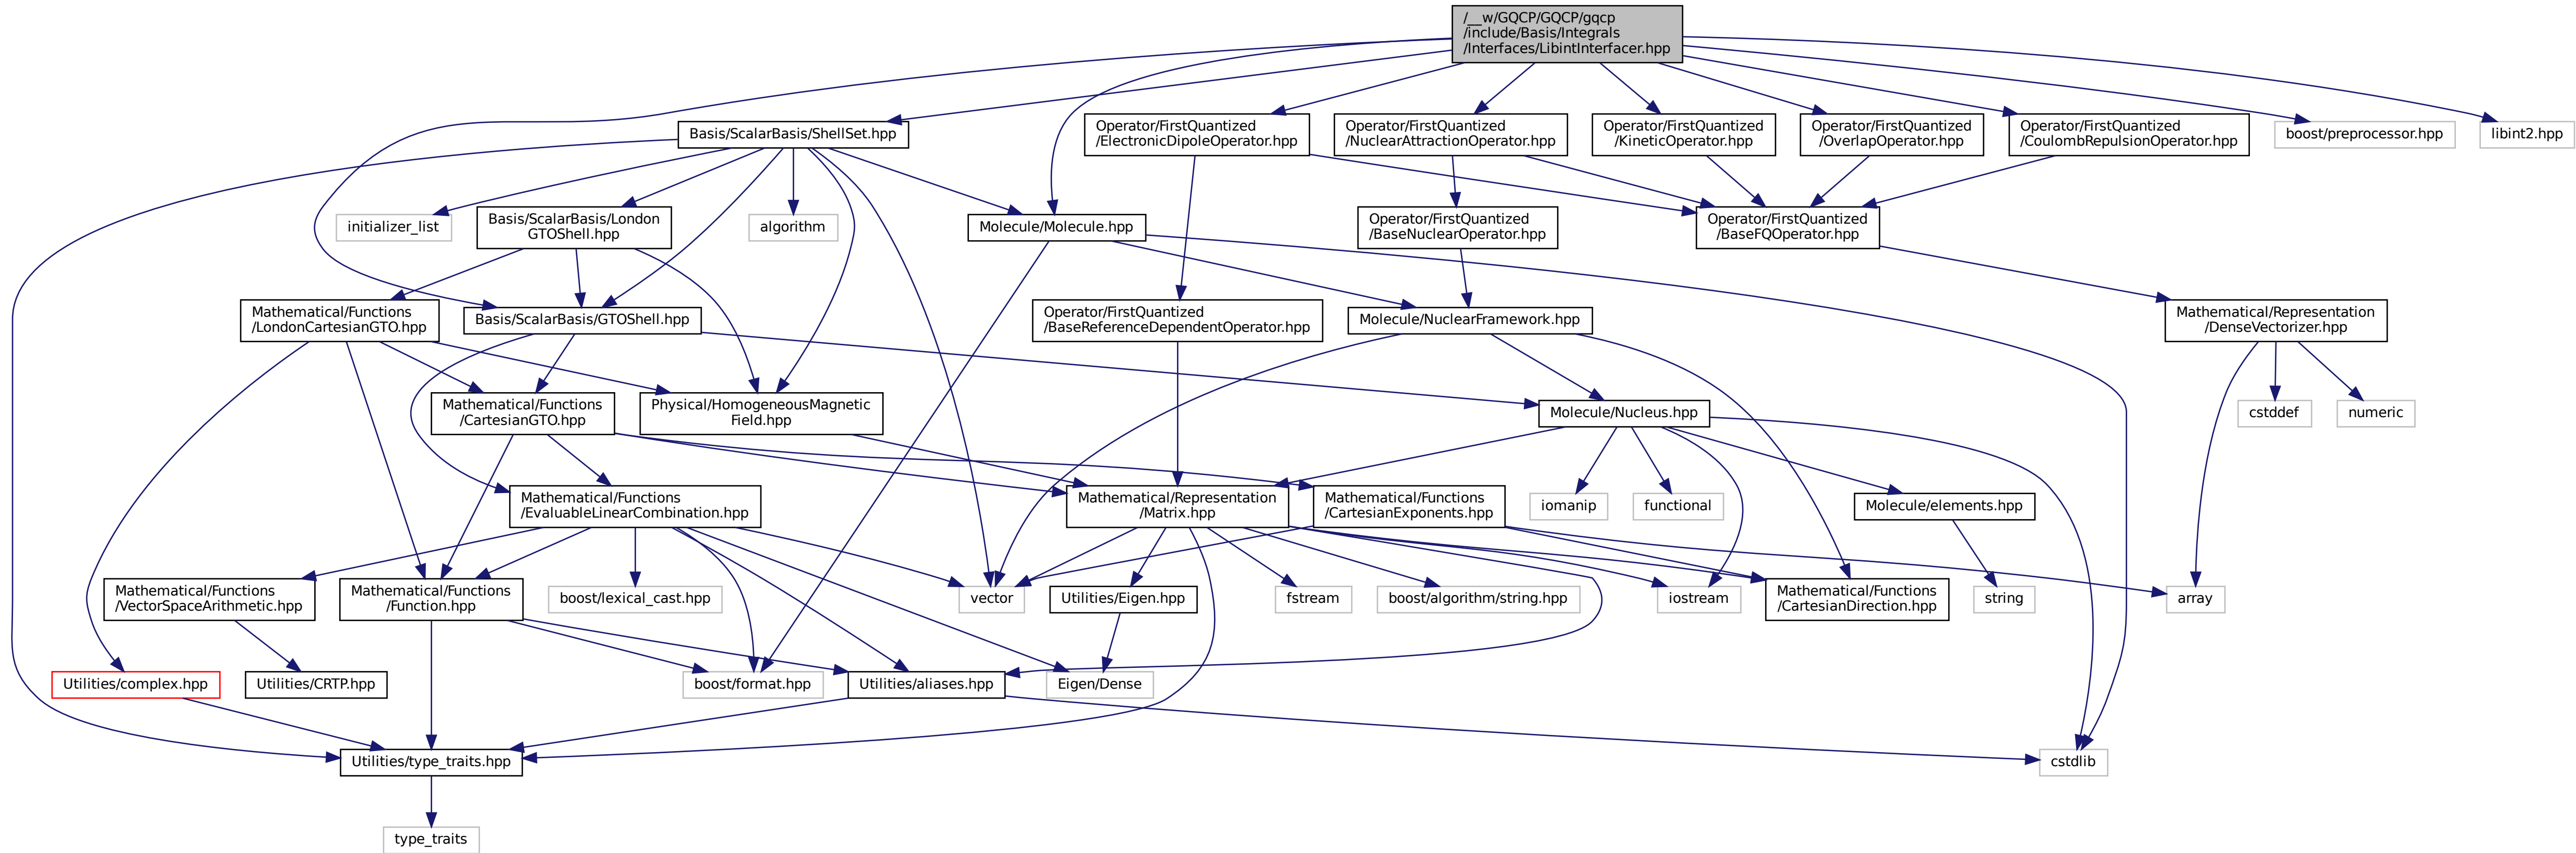 /__w/GQCP/GQCP/gqcp
/include/Basis/Integrals
/Interfaces/LibintInterfacer.hpp
Basis/ScalarBasis/ShellSet.hpp
Operator/FirstQuantized
/ElectronicDipoleOperator.hpp
Operator/FirstQuantized
/NuclearAttractionOperator.hpp
Operator/FirstQuantized
/KineticOperator.hpp
Operator/FirstQuantized
/OverlapOperator.hpp
Operator/FirstQuantized
/CoulombRepulsionOperator.hpp
boost/preprocessor.hpp
libint2.hpp
initializer_list
Basis/ScalarBasis/London
GTOShell.hpp
algorithm
Molecule/Molecule.hpp
Operator/FirstQuantized
/BaseNuclearOperator.hpp
Operator/FirstQuantized
/BaseFQOperator.hpp
Mathematical/Functions
/LondonCartesianGTO.hpp
Basis/ScalarBasis/GTOShell.hpp
Operator/FirstQuantized
/BaseReferenceDependentOperator.hpp
Molecule/NuclearFramework.hpp
Mathematical/Representation
/DenseVectorizer.hpp
Mathematical/Functions
/CartesianGTO.hpp
Physical/HomogeneousMagnetic
Field.hpp
Molecule/Nucleus.hpp
cstddef
numeric
Mathematical/Functions
/EvaluableLinearCombination.hpp
Mathematical/Representation
/Matrix.hpp
Mathematical/Functions
/CartesianExponents.hpp
iomanip
functional
Molecule/elements.hpp
Mathematical/Functions
/VectorSpaceArithmetic.hpp
Mathematical/Functions
/Function.hpp
boost/lexical_cast.hpp
vector
Utilities/Eigen.hpp
fstream
boost/algorithm/string.hpp
iostream
Mathematical/Functions
/CartesianDirection.hpp
string
array
Utilities/complex.hpp
Utilities/CRTP.hpp
boost/format.hpp
Utilities/aliases.hpp
Eigen/Dense
Utilities/type_traits.hpp
cstdlib
type_traits